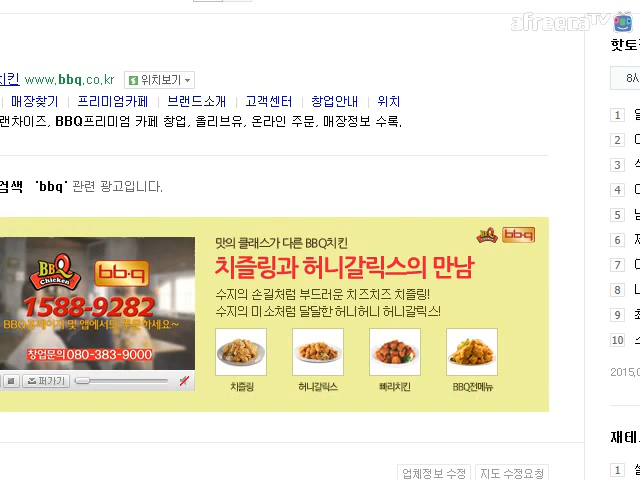 afreecaTV
핫토
치킨 www.bbq.co.kr 위치보기
매장찾기 프리미엄카페 브랜드소개 고객센터 창업안내 위치
랜차이즈, BBQ프리미엄 카페 창업, 올리브유, 온라인 주문, 매장정보 수록.
검색 'bbq' 관련 광고입니다.
BBQ Chicken bb·q
1588-9282
창업문의 080-383-9000
퍼가기
맛의 클래스가 다른 BBQ치킨
bb·q
치즐링과 허니갈릭스의 만남
수지의 손길처럼 부드러운 치즈치즈 치즐링!
수지의 미소처럼 달달한 허니허니 허니갈릭스!
치즐링 허니갈릭스 빠리치킨 BBQ전메뉴
업체정보 수정 지도 수정요청
8시
1
2
3
4
5
6
7
8
9
10
2015.0
재테
1